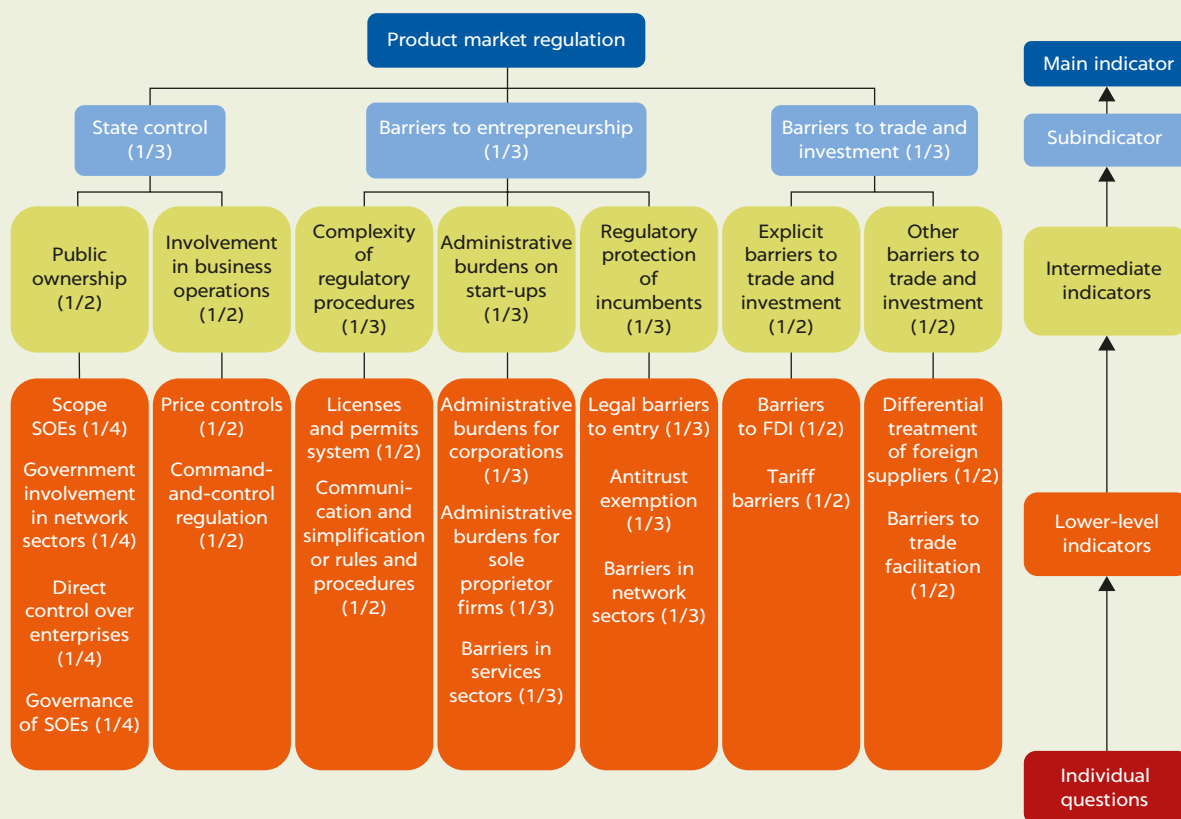 Product market regulation
Main indicator
State control
(1/3)
Barriers to entrepreneurship
(1/3)
Barriers to trade and
investment (1/3)
Subindicator
Public
ownership
(1/2)
Involvement
in business
operations
(1/2)
Complexity
of
regulatory
procedures
(1/3)
Administrative
burdens on
start-ups
(1/3)
Regulatory
protection
of
incumbents
(1/3)
Explicit
barriers to
trade and
investment
(1/2)
Other
barriers to
trade and
investment
(1/2)
Intermediate
indicators
Scope
SOEs (1/4)
Government
involvement
in network
sectors (1/4)
Direct
control over
enterprises
(1/4)
Governance
of SOEs (1/4)
Price controls
(1/2)
Command-
and-control
regulation
(1/2)
Licenses
and permits
system (1/2)
Communi-
cation and
simplification
or rules and
procedures
(1/2)
Administrative
burdens for
corporations
(1/3)
Administrative
burdens for
sole
proprietor
firms (1/3)
Barriers in
services
sectors (1/3)
Legal barriers
to entry (1/3)
Antitrust
exemption
(1/3)
Barriers in
network
sectors (1/3)
Barriers
to FDI (1/2)
Tariff
barriers (1/2)
Differential
treatment
of foreign
suppliers (1/2)
Barriers to
trade
facilitation
(1/2)
Lower-level
indicators
Individual
questions